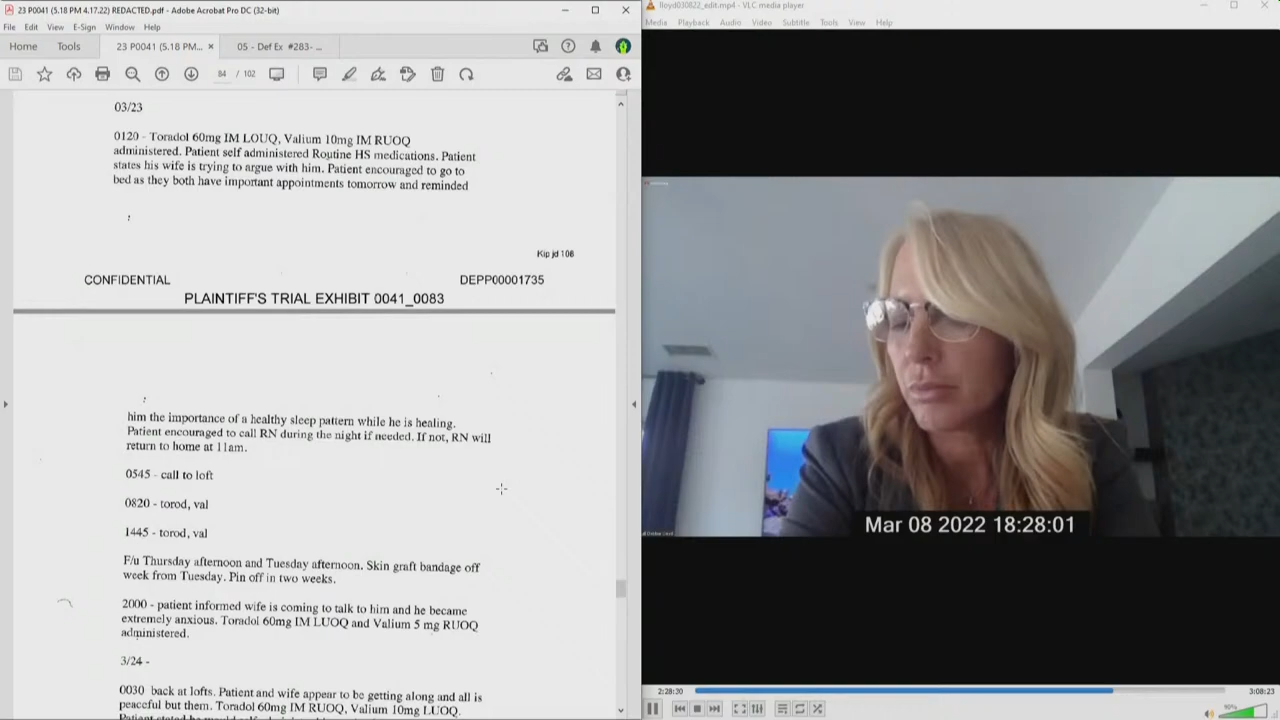 23 P0041 (5.18 PM 4.17.22) REDACTED.pdf - Adobe Acrobat Pro DC (32-bit)
File Edit View E-Sign Window Help
Home Tools 23 P0041 (5.18 PM... × 05 - Def Ex #283- ...
84 / 102
03/23
0120 - Toradol 60mg IM LOUQ, Valium 10mg IM RUOQ
administered. Patient self administered Routine HS medications. Patient
states his wife is trying to argue with him. Patient encouraged to go to
bed as they both have important appointments tomorrow and reminded
Kip jd 108
CONFIDENTIAL DEPP00001735
PLAINTIFF'S TRIAL EXHIBIT 0041_0083
him the importance of a healthy sleep pattern while he is healing.
Patient encouraged to call RN during the night if needed. If not, RN will
return to home at 11am.
0545 - call to loft
0820 - torod, val
1445 - torod, val
F/u Thursday afternoon and Tuesday afternoon. Skin graft bandage off
week from Tuesday. Pin off in two weeks.
2000 - patient informed wife is coming to talk to him and he became
extremely anxious. Toradol 60mg IM LUOQ and Valium 5 mg RUOQ
administered.
3/24 -
0030 back at lofts. Patient and wife appear to be getting along and all is
peaceful but them. Toradol 60mg IM RUOQ, Valium 10mg LUOQ.
lloyd030822_edit.mp4 - VLC media player
Media Playback Audio Video Subtitle Tools View Help
Mar 08 2022 18:28:01
2:28:30 3:08:23
90%